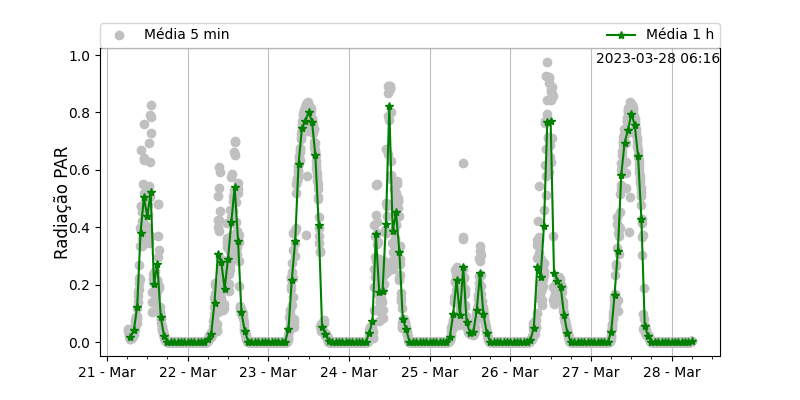 Média 5 min
Média 1 h
2023-03-28 06:16
Radiação PAR
1.0
0.8
0.6
0.4
0.2
0.0
21 - Mar
22 - Mar
23 - Mar
24 - Mar
25 - Mar
26 - Mar
27 - Mar
28 - Mar